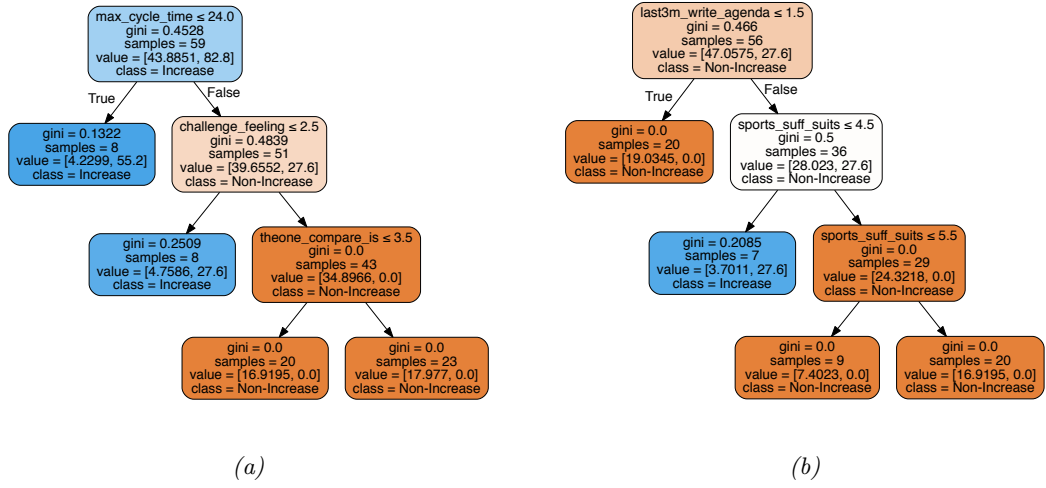 max_cycle_time ≤ 24.0
gini = 0.4528
samples = 59
value = [43.8851, 82.8]
class = Increase
True
False
gini = 0.1322
samples = 8
value = [4.2299, 55.2]
class = Increase
challenge_feeling ≤ 2.5
gini = 0.4839
samples = 51
value = [39.6552, 27.6]
class = Non-Increase
gini = 0.2509
samples = 8
value = [4.7586, 27.6]
class = Increase
theone_compare_is ≤ 3.5
gini = 0.0
samples = 43
value = [34.8966, 0.0]
class = Non-Increase
gini = 0.0
samples = 20
value = [16.9195, 0.0]
class = Non-Increase
gini = 0.0
samples = 23
value = [17.977, 0.0]
class = Non-Increase
(a)
last3m_write_agenda ≤ 1.5
gini = 0.466
samples = 56
value = [47.0575, 27.6]
class = Non-Increase
True
False
gini = 0.0
samples = 20
value = [19.0345, 0.0]
class = Non-Increase
sports_suff_suits ≤ 4.5
gini = 0.5
samples = 36
value = [28.023, 27.6]
class = Non-Increase
gini = 0.2085
samples = 7
value = [3.7011, 27.6]
class = Increase
sports_suff_suits ≤ 5.5
gini = 0.0
samples = 29
value = [24.3218, 0.0]
class = Non-Increase
gini = 0.0
samples = 9
value = [7.4023, 0.0]
class = Non-Increase
gini = 0.0
samples = 20
value = [16.9195, 0.0]
class = Non-Increase
(b)